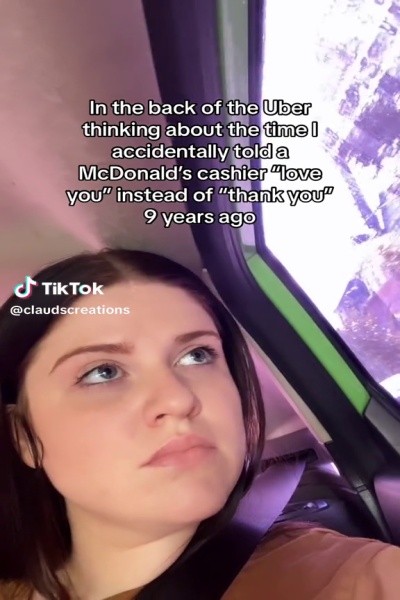 In the back of the Uber
thinking about the time I
accidentally told a
McDonald's cashier “love
you” instead of “thank you”
9 years ago
TikTok
@claudscreations